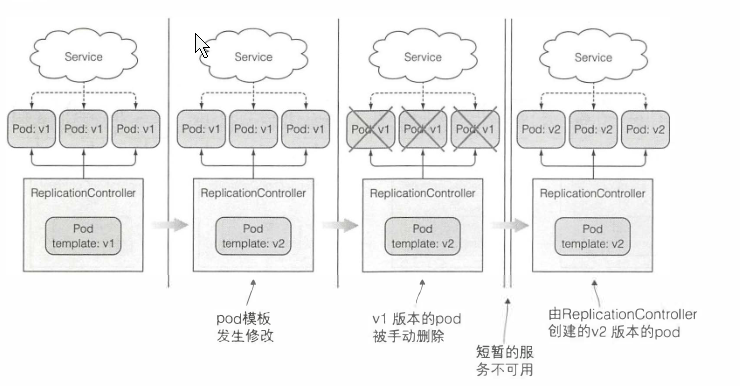 Service
Service
Service
Service
Pod: v1
Pod: v1
Pod: v1
Pod: v1
Pod: v1
Pod: v1
Pod: v1
Pod: v1
Pod: v1
Pod: v2
Pod: v2
Pod: v2
ReplicationController
ReplicationController
ReplicationController
ReplicationController
Pod
template: v1
Pod
template: v2
Pod
template: v2
Pod
template: v2
pod模板
发生修改
v1 版本的pod
被手动删除
短暂的服
务不可用
由ReplicationController
创建的v2 版本的pod